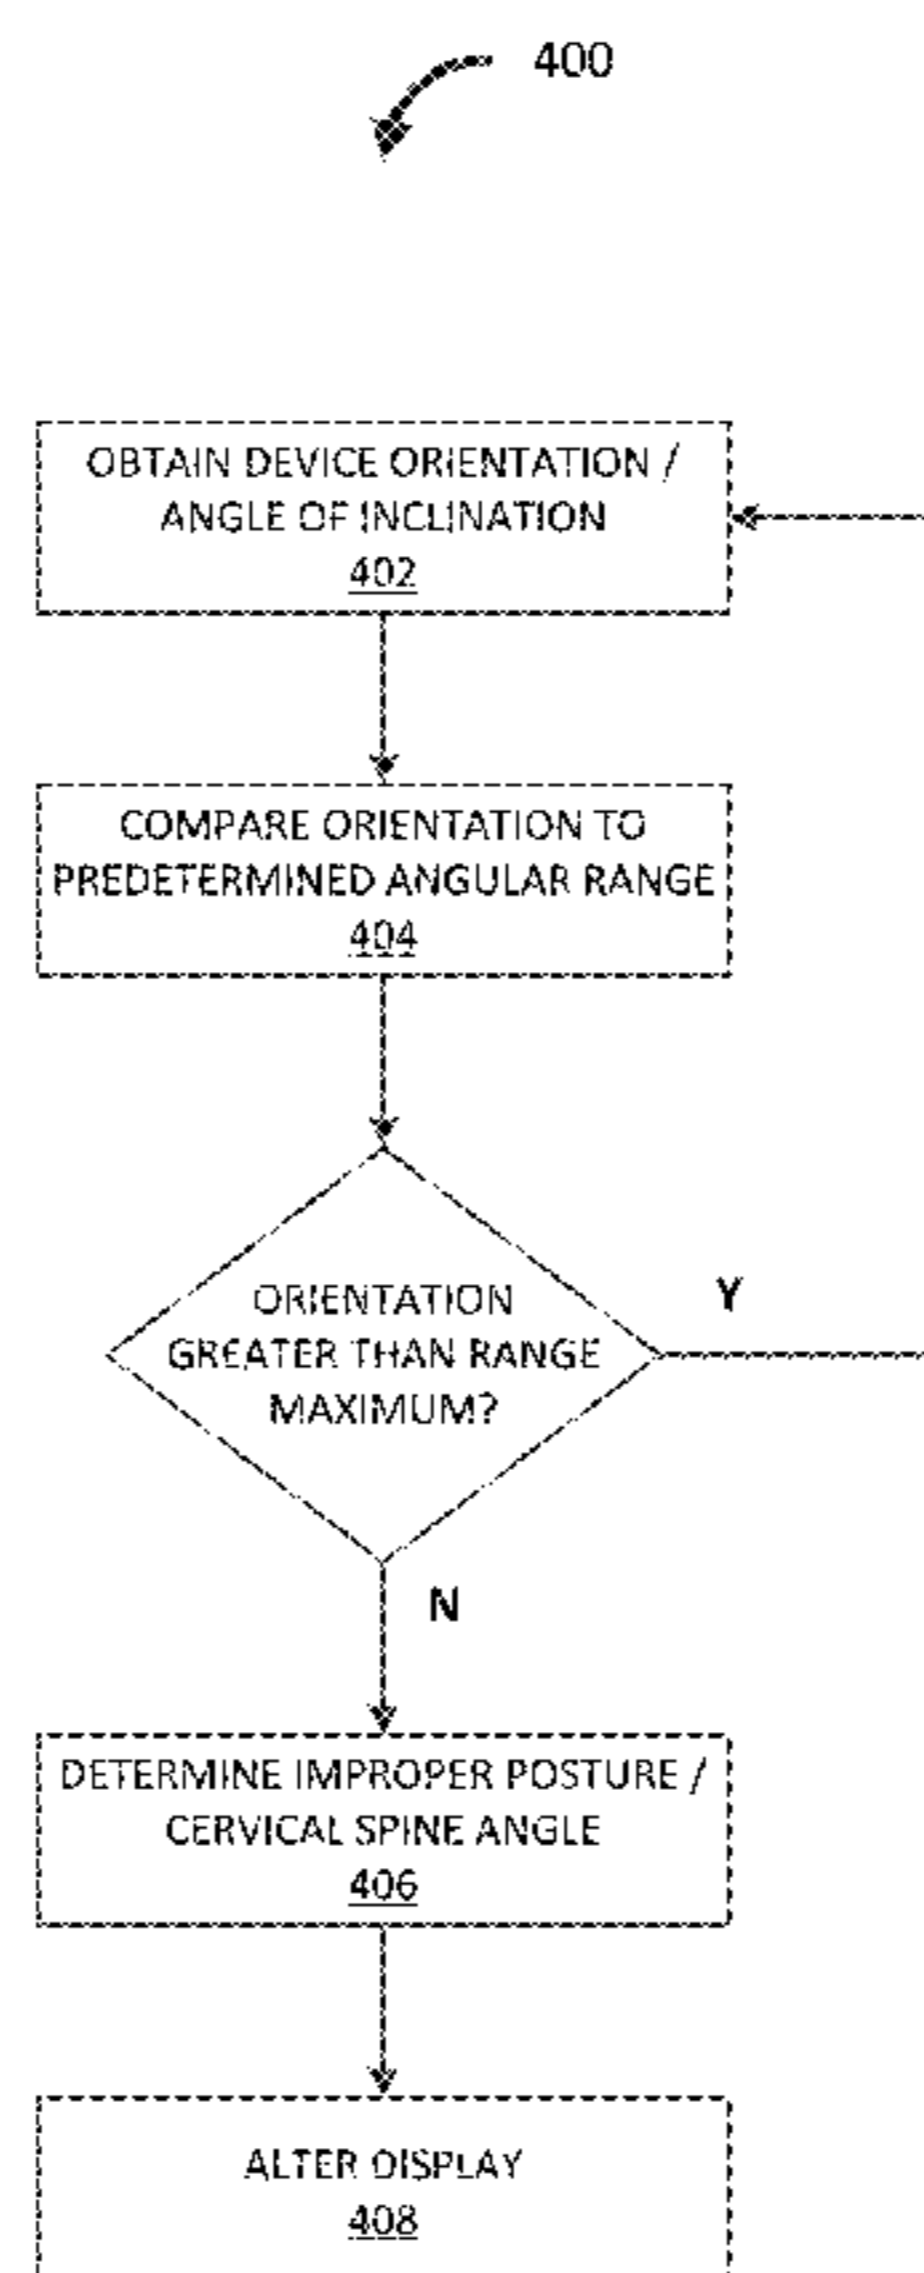 400
OBTAIN DEVICE ORIENTATION /
ANGLE OF INCLINATION
402
COMPARE ORIENTATION TO
PREDETERMINED ANGULAR RANGE
404
ORIENTATION
GREATER THAN RANGE
MAXIMUM?
Y
N
DETERMINE IMPROPER POSTURE /
CERVICAL SPINE ANGLE
406
ALTER DISPLAY
408